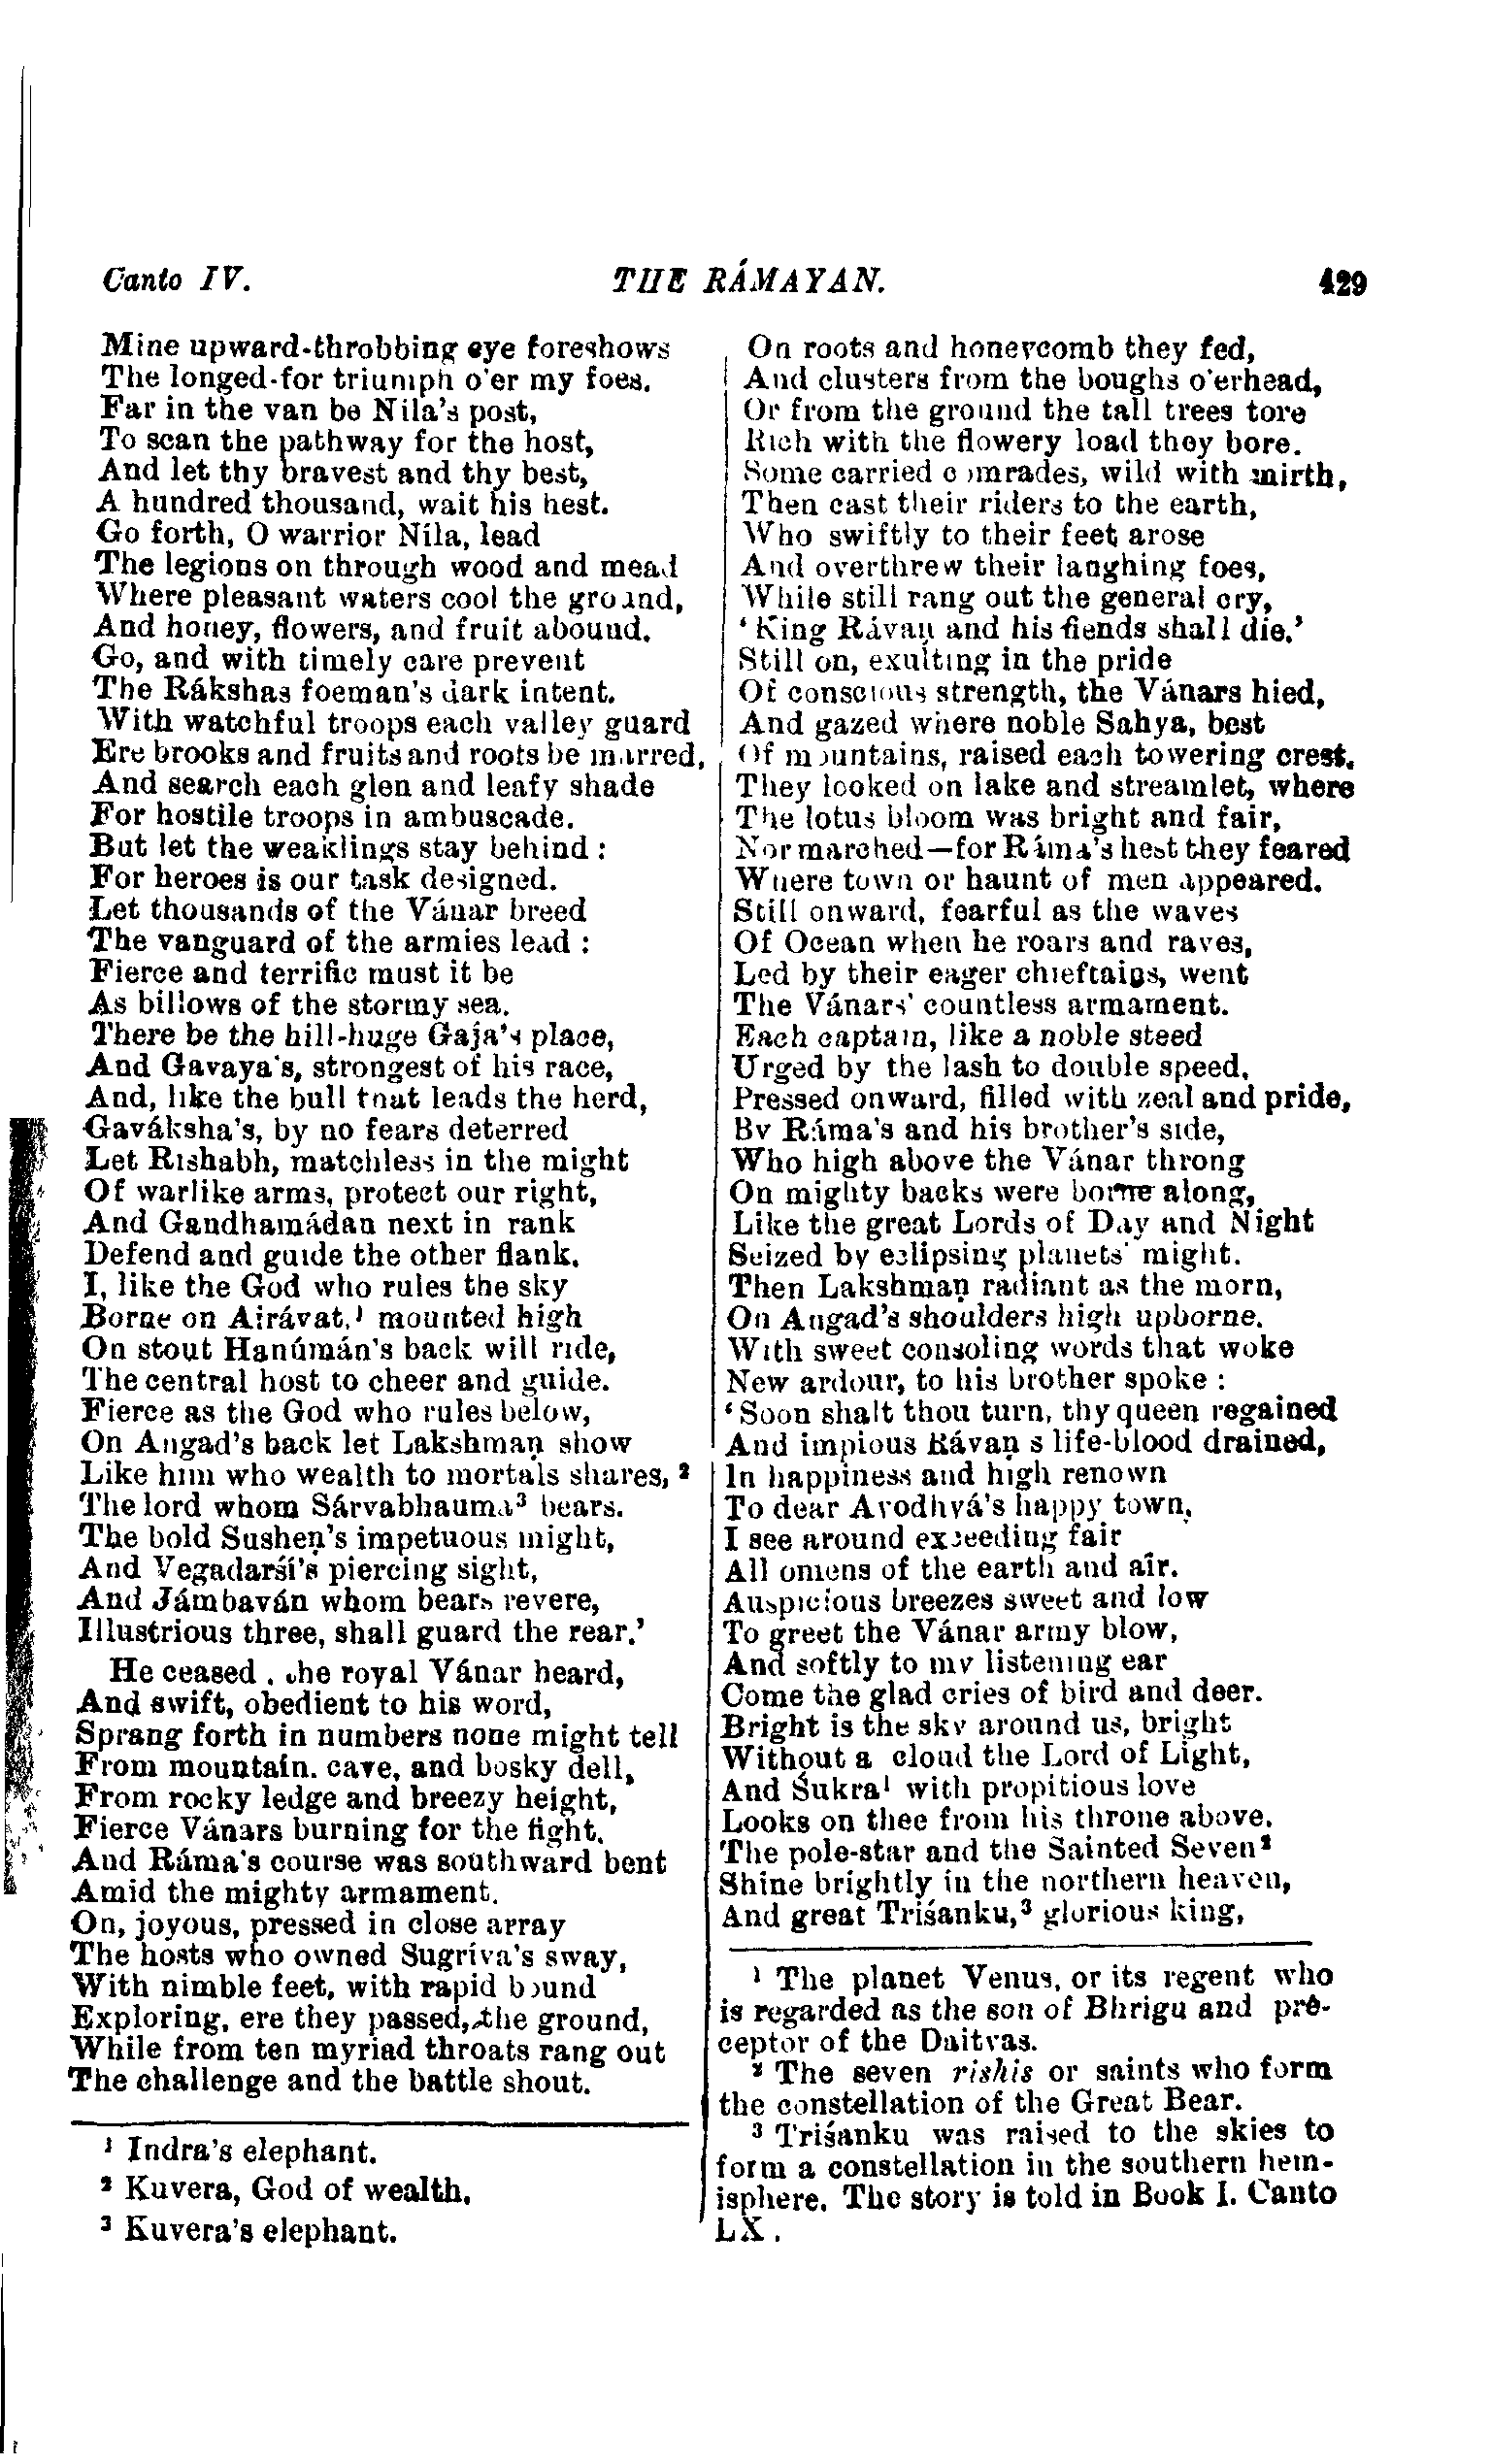 Canto IV.
THE RÁMAYAN.
429
Mine upward-throbbing eye foreshows
The longed-for triumph o'er my foes.
Far in the van be Nila's post,
To scan the pathway for the host,
And let thy bravest and thy best,
A hundred thousand, wait his hest.
Go forth, O warrior Níla, lead
The legions on through wood and mead
Where pleasant waters cool the ground,
And honey, flowers, and fruit abound.
Go, and with timely care prevent
The Rákshas foeman's dark intent.
With watchful troops each valley guard
Ere brooks and fruits and roots be marred,
And search each glen and leafy shade
For hostile troops in ambuscade.
But let the weaklings stay behind :
For heroes is our task designed.
Let thousands of the Vánar breed
The vanguard of the armies lead :
Fierce and terrific must it be
As billows of the stormy sea.
There be the hill-huge Gaja's place,
And Gavaya's, strongest of his race,
And, like the bull that leads the herd,
Gaváksha's, by no fears deterred
Let Rishabh, matchless in the might
Of warlike arms, protect our right,
And Gandhamádan next in rank
Defend and guide the other flank.
I, like the God who rules the sky
Borne on Airávat,¹ mounted high
On stout Hanúmán's back will ride,
The central host to cheer and guide.
Fierce as the God who rules below,
On Angad's back let Lakshmaṇ show
Like him who wealth to mortals shares,²
The lord whom Sárvabhauma³ bears.
The bold Susheṇ's impetuous might,
And Vegadarśí's piercing sight,
And Jámbaván whom bears revere,
Illustrious three, shall guard the rear.'
He ceased, the royal Vánar heard,
And swift, obedient to his word,
Sprang forth in numbers none might tell
From mountain, cave, and bosky dell,
From rocky ledge and breezy height,
Fierce Vánars burning for the fight.
And Ráma's course was southward bent
Amid the mighty armament.
On, joyous, pressed in close array
The hosts who owned Sugríva's sway,
With nimble feet, with rapid bound
Exploring, ere they passed, the ground,
While from ten myriad throats rang out
The challenge and the battle shout.
¹ Indra's elephant.
² Kuvera, God of wealth.
³ Kuvera's elephant.
On roots and honeycomb they fed,
And clusters from the boughs o'erhead,
Or from the ground the tall trees tore
Rich with the flowery load they bore.
Some carried comrades, wild with mirth,
Then cast their riders to the earth,
Who swiftly to their feet arose
And overthrew their laughing foes,
While still rang out the general cry,
'King Rávaṇ and his fiends shall die.'
Still on, exulting in the pride
Of conscious strength, the Vánars hied,
And gazed where noble Sahya, best
Of mountains, raised each towering crest.
They looked on lake and streamlet, where
The lotus bloom was bright and fair,
Nor marched—for Ráma's hest they feared
Where town or haunt of men appeared.
Still onward, fearful as the waves
Of Ocean when he roars and raves,
Led by their eager chieftains, went
The Vánars' countless armament.
Each captain, like a noble steed
Urged by the lash to double speed,
Pressed onward, filled with zeal and pride,
By Ráma's and his brother's side,
Who high above the Vánar throng
On mighty backs were borne along,
Like the great Lords of Day and Night
Seized by eclipsing planets' might.
Then Lakshmaṇ radiant as the morn,
On Angad's shoulders high upborne.
With sweet consoling words that woke
New ardour, to his brother spoke :
'Soon shalt thou turn, thy queen regained
And impious Rávaṇ's life-blood drained,
In happiness and high renown
To dear Ayodhyá's happy town.
I see around exceeding fair
All omens of the earth and air.
Auspicious breezes sweet and low
To greet the Vánar army blow,
And softly to my listening ear
Come the glad cries of bird and deer.
Bright is the sky around us, bright
Without a cloud the Lord of Light,
And Śukra¹ with propitious love
Looks on thee from his throne above.
The pole-star and the Sainted Seven²
Shine brightly in the northern heaven,
And great Triśanku,³ glorious king,
¹ The planet Venus, or its regent who
is regarded as the son of Bhrigu and pre-
ceptor of the Daityas.
² The seven rishis or saints who form
the constellation of the Great Bear.
³ Triśanku was raised to the skies to
form a constellation in the southern hem-
isphere. The story is told in Book I. Canto
LX.